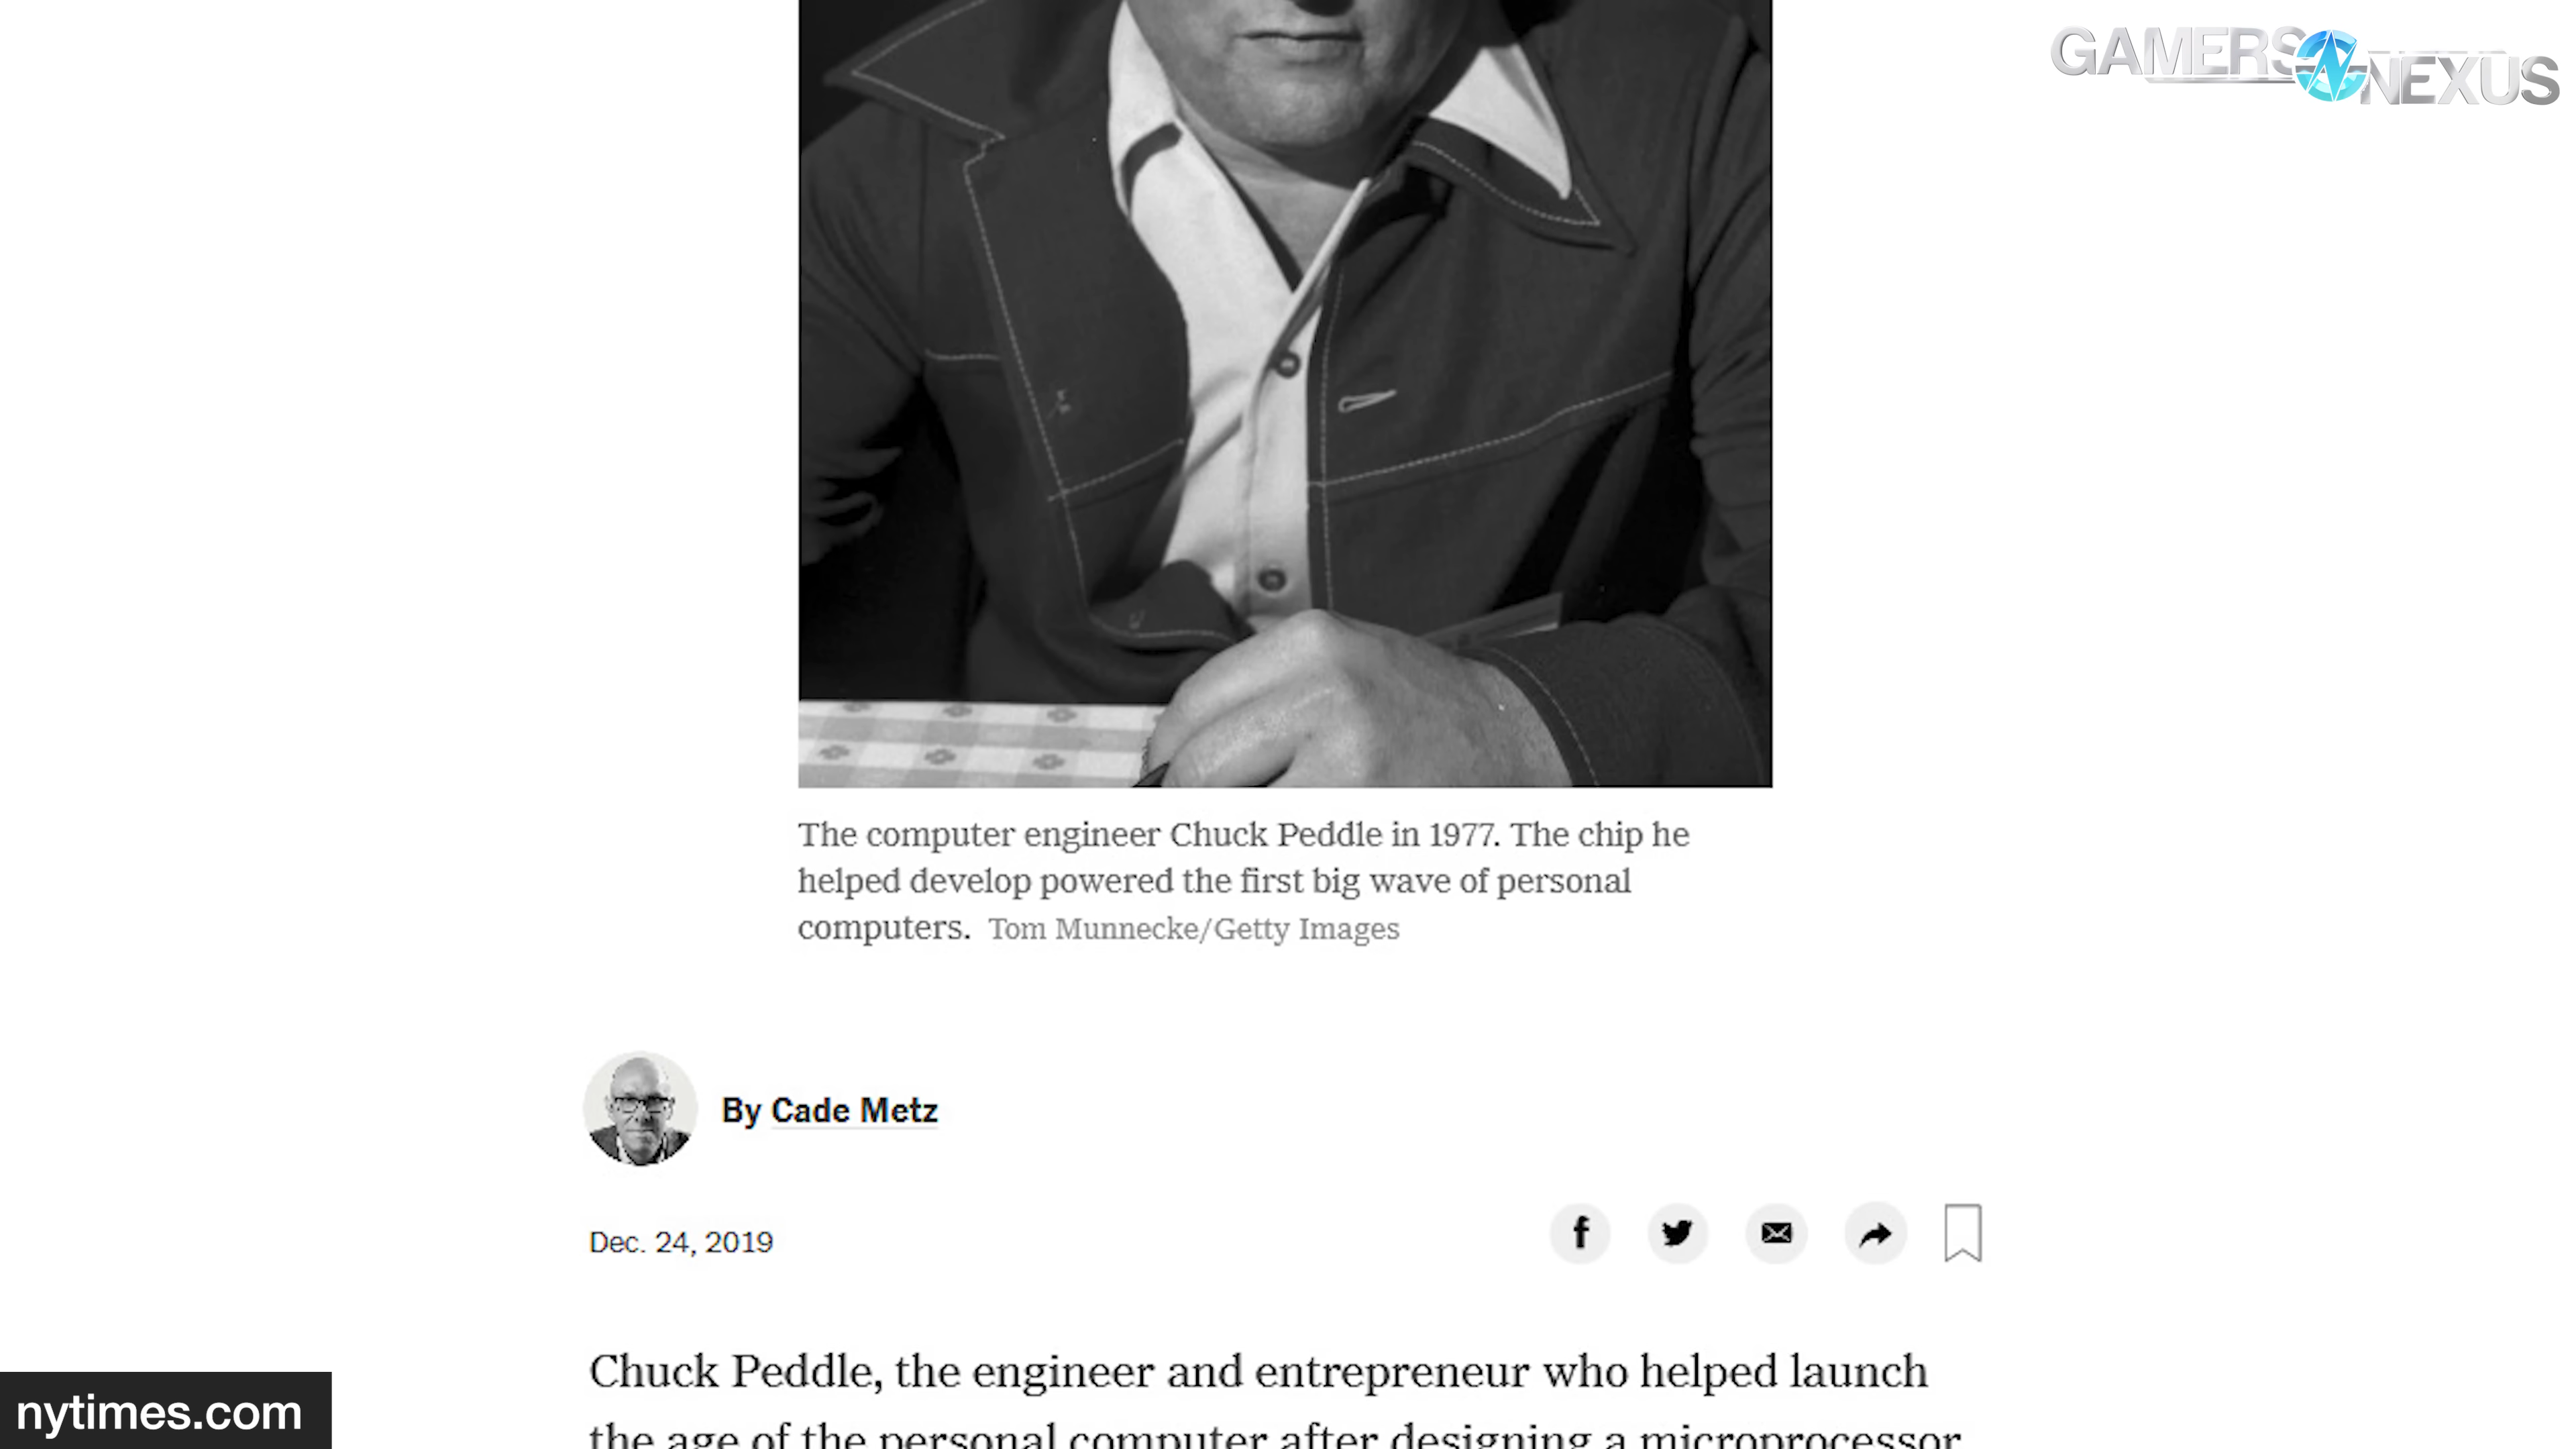 GAMERS NEXUS
The computer engineer Chuck Peddle in 1977. The chip he
helped develop powered the first big wave of personal
computers. Tom Munnecke/Getty Images
By Cade Metz
Dec. 24, 2019
Chuck Peddle, the engineer and entrepreneur who helped launch
the age of the personal computer after designing a microprocessor
nytimes.com